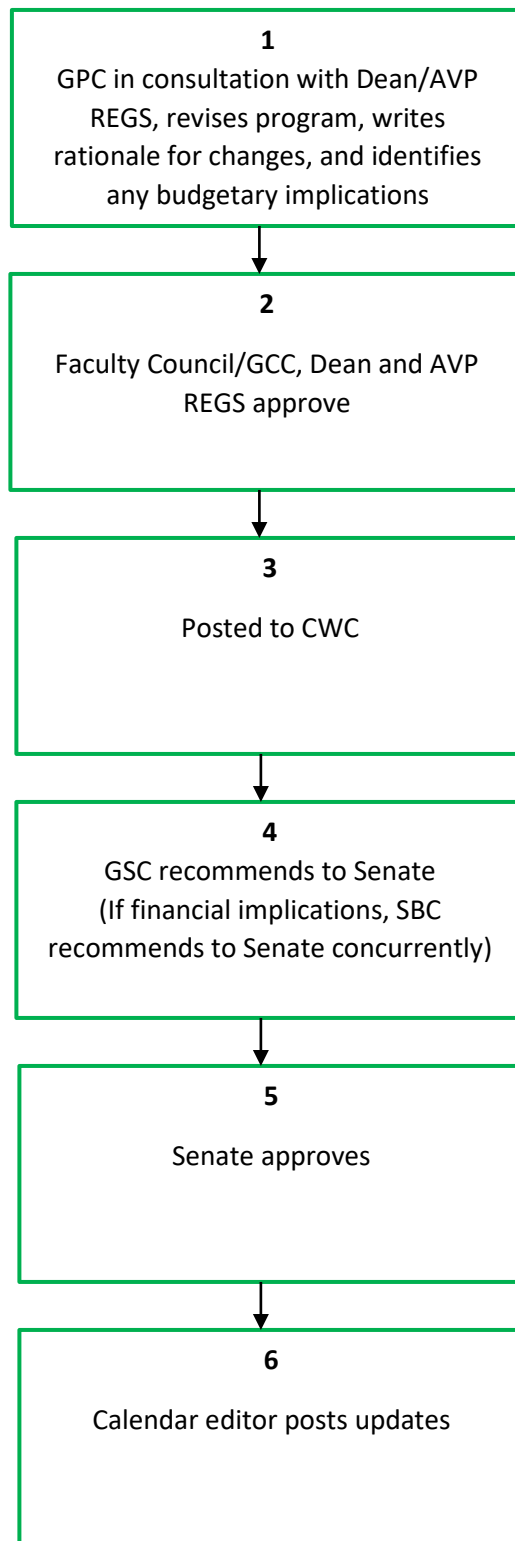 1
GPC in consultation with Dean/AVP
REGS, revises program, writes
rationale for changes, and identifies
any budgetary implications
2
Faculty Council/GCC, Dean and AVP
REGS approve
3
Posted to CWC
4
GSC recommends to Senate
(If financial implications, SBC
recommends to Senate concurrently)
5
Senate approves
6
Calendar editor posts updates